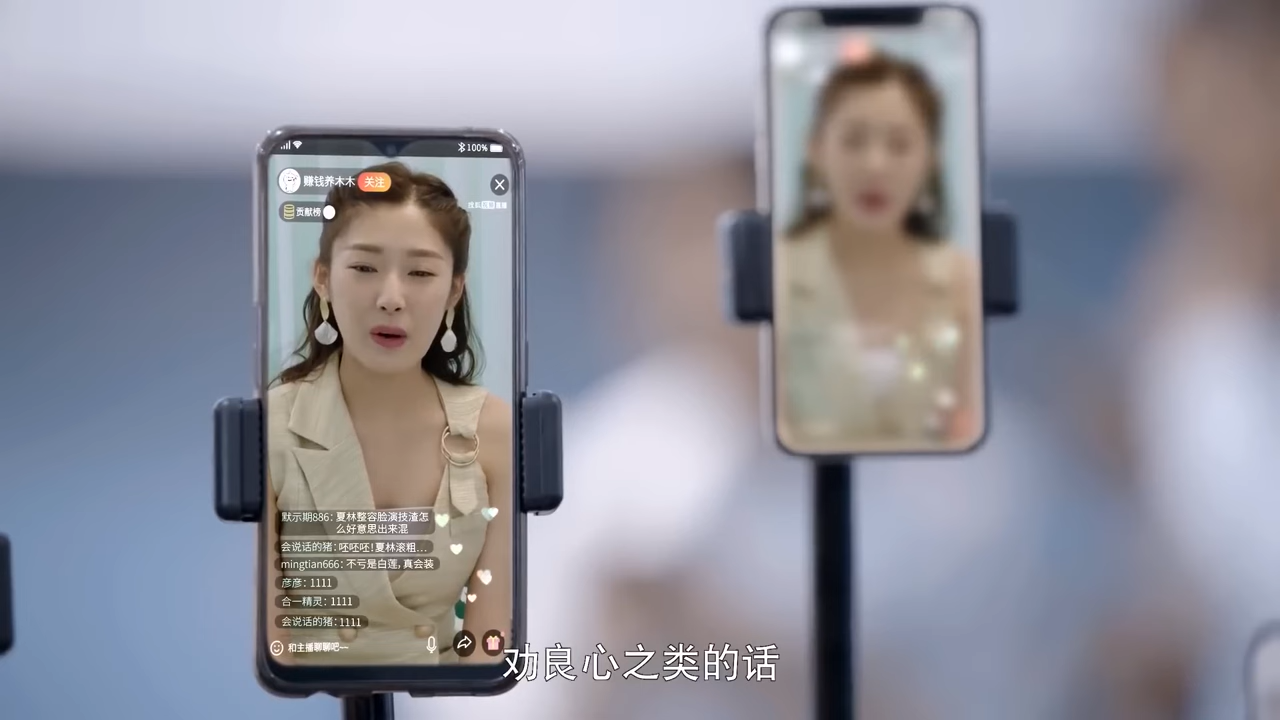 100%
赚钱养木木 关注
贡献榜
默示期886：夏林整容脸演技渣怎
么好意思出来混
会说话的猪：呸呸呸！夏林滚粗...
mingtian666：不亏是白莲，真会装
彦彦：1111
合一精灵：1111
会说话的猪：1111
和主播聊聊吧~~
劝良心之类的话